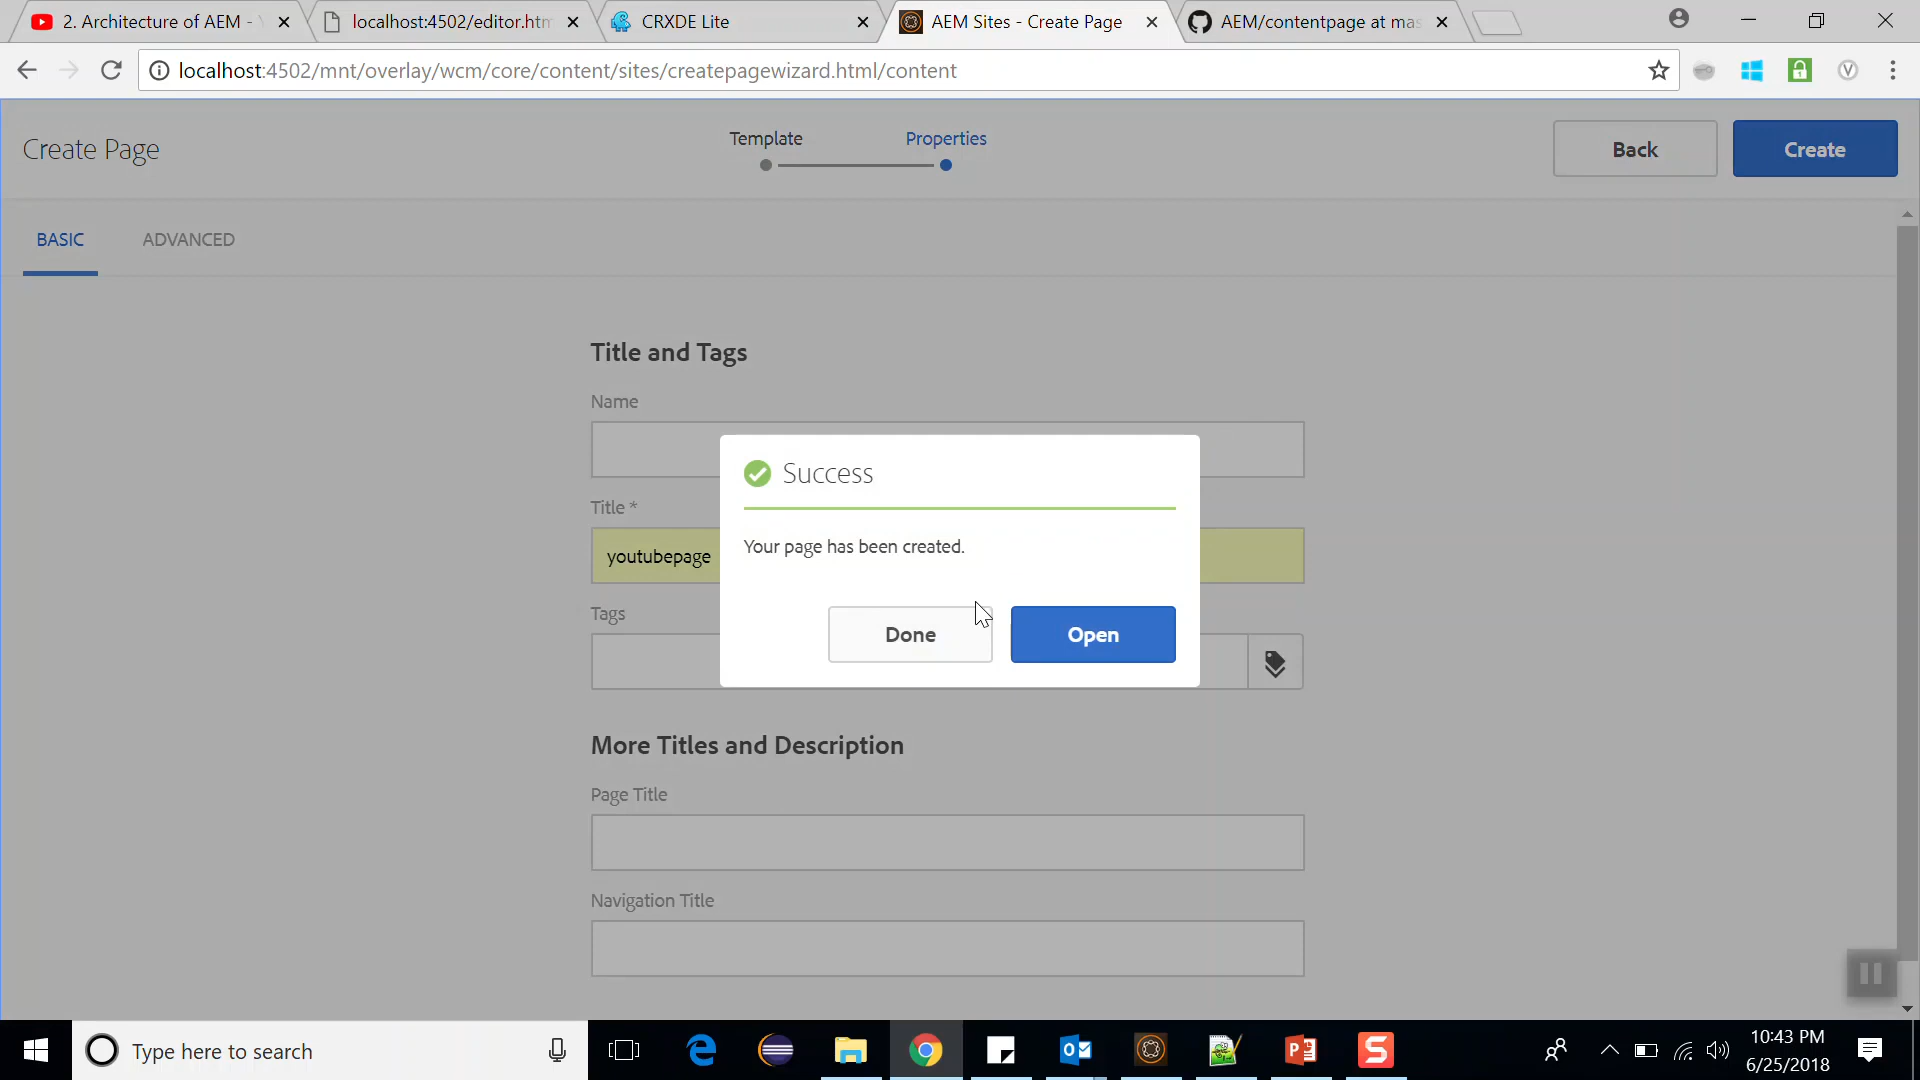 2. Architecture of AEM -
localhost:4502/editor.htm
CRXDE Lite
AEM Sites - Create Page
AEM/contentpage at mas
localhost:4502/mnt/overlay/wcm/core/content/sites/createpagewizard.html/content
Create Page
Template
Properties
Back
Create
BASIC
ADVANCED
Title and Tags
Name
Success
Title *
Your page has been created.
youtubepage
Tags
Done
Open
More Titles and Description
Page Title
Navigation Title
Type here to search
10:43 PM
6/25/2018